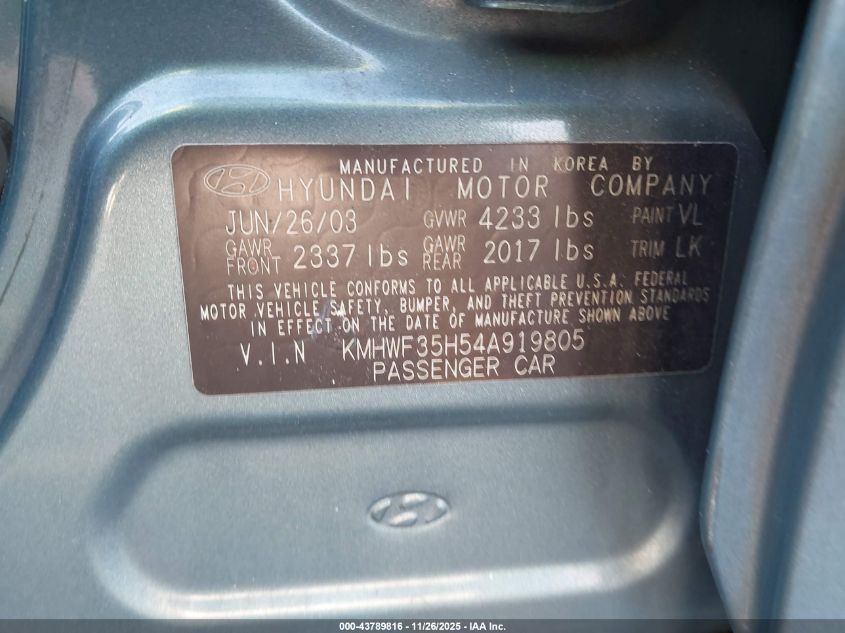 MANUFACTURED IN KOREA BY
HYUNDAI MOTOR COMPANY
JUN/26/03 GVWR 4233 lbs PAINT VL
GAWR FRONT 2337 lbs GAWR REAR 2017 lbs TRIM LK
THIS VEHICLE CONFORMS TO ALL APPLICABLE U.S.A. FEDERAL
MOTOR VEHICLE SAFETY, BUMPER, AND THEFT PREVENTION STANDARDS
IN EFFECT ON THE DATE OF MANUFACTURE SHOWN ABOVE
V.I.N KMHWF35H54A919805
PASSENGER CAR
000-43789816 - 11/26/2025 - IAA Inc.